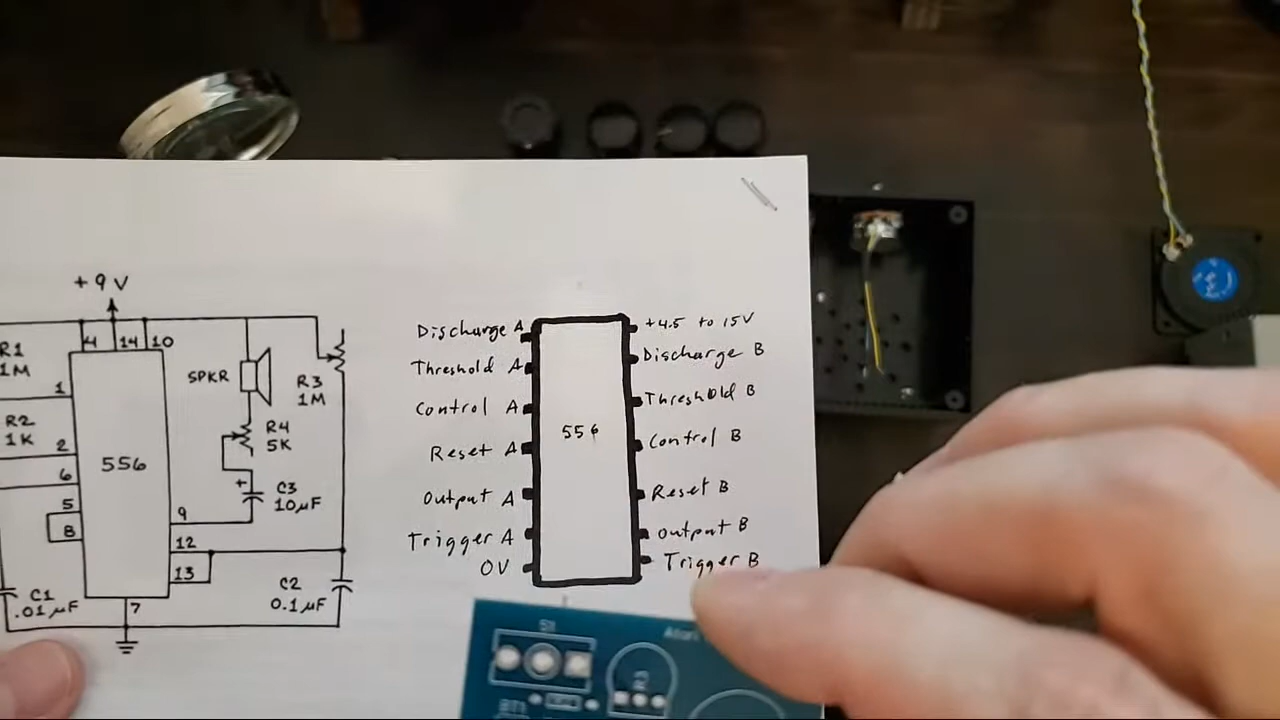 +9V
4 14 10
R1
1M
1
R2
1K
2
6
5
8
556
9
12
13
7
SPKR
R3
1M
R4
5K
+
C3
10µF
C1
.01µF
C2
0.1µF
Discharge A
Threshold A
Control A
Reset A
Output A
Trigger A
0V
556
+4.5 to 15V
Discharge B
Threshold B
Control B
Reset B
Output B
Trigger B
S1
BT1